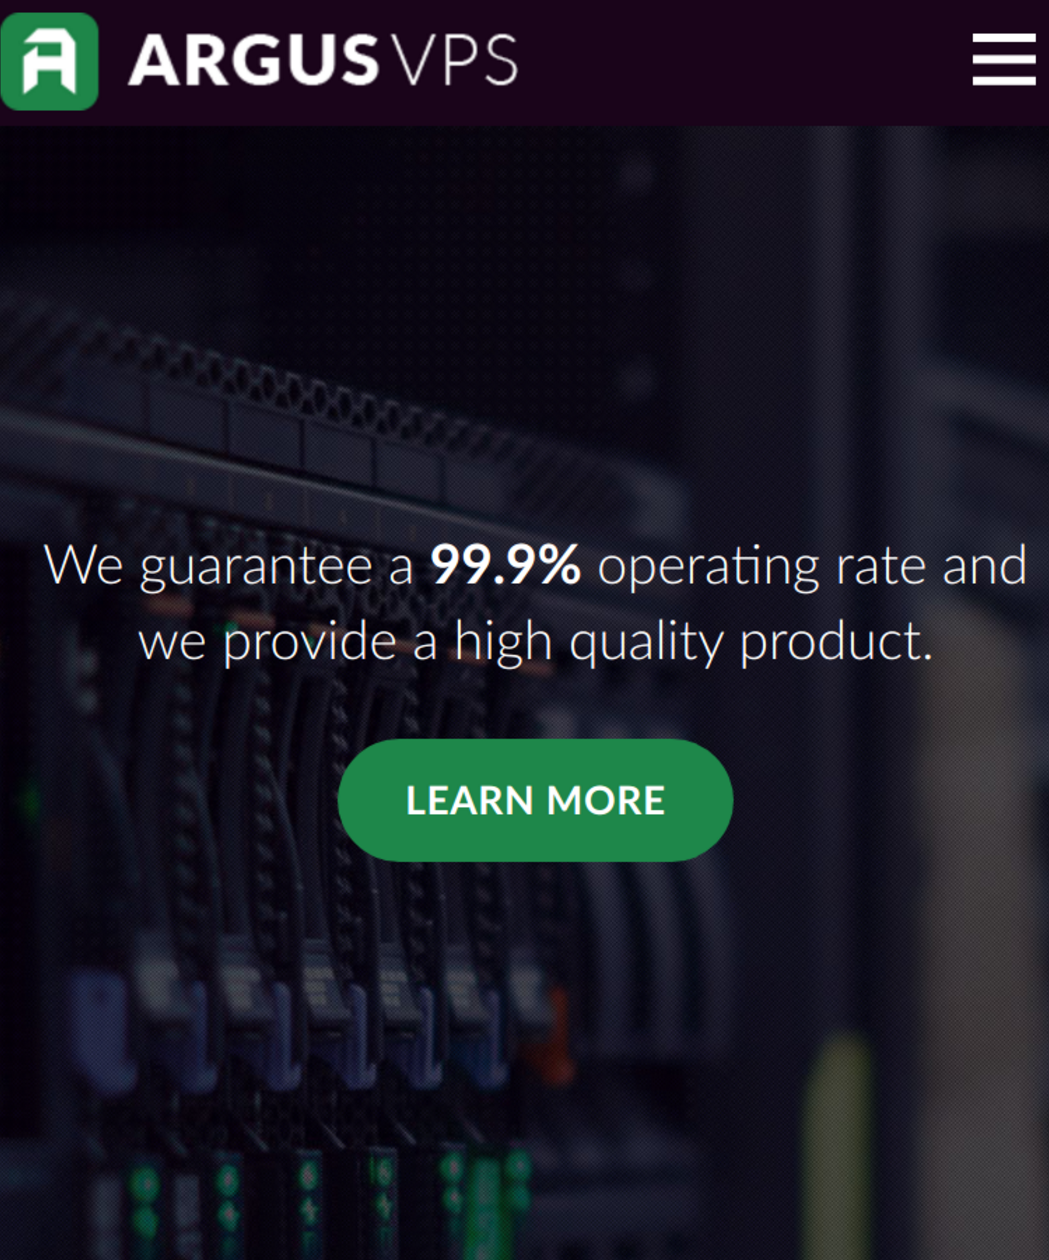 ARGUS VPS
We guarantee a 99.9% operating rate and
we provide a high quality product.
LEARN MORE